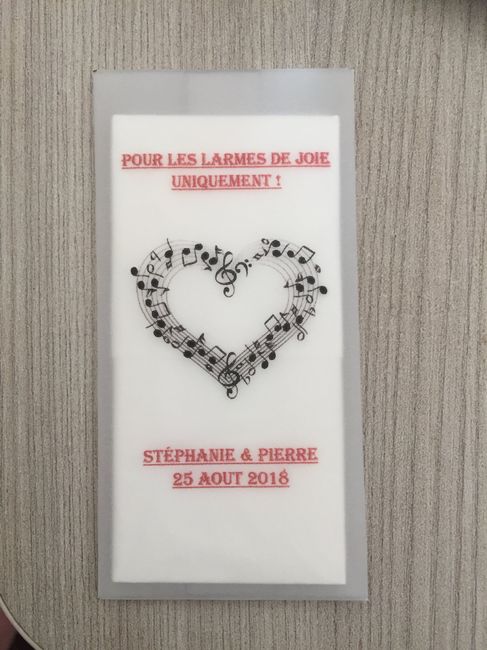 POUR LES LARMES DE JOIE
UNIQUEMENT !
STÉPHANIE & PIERRE
25 AOUT 2018